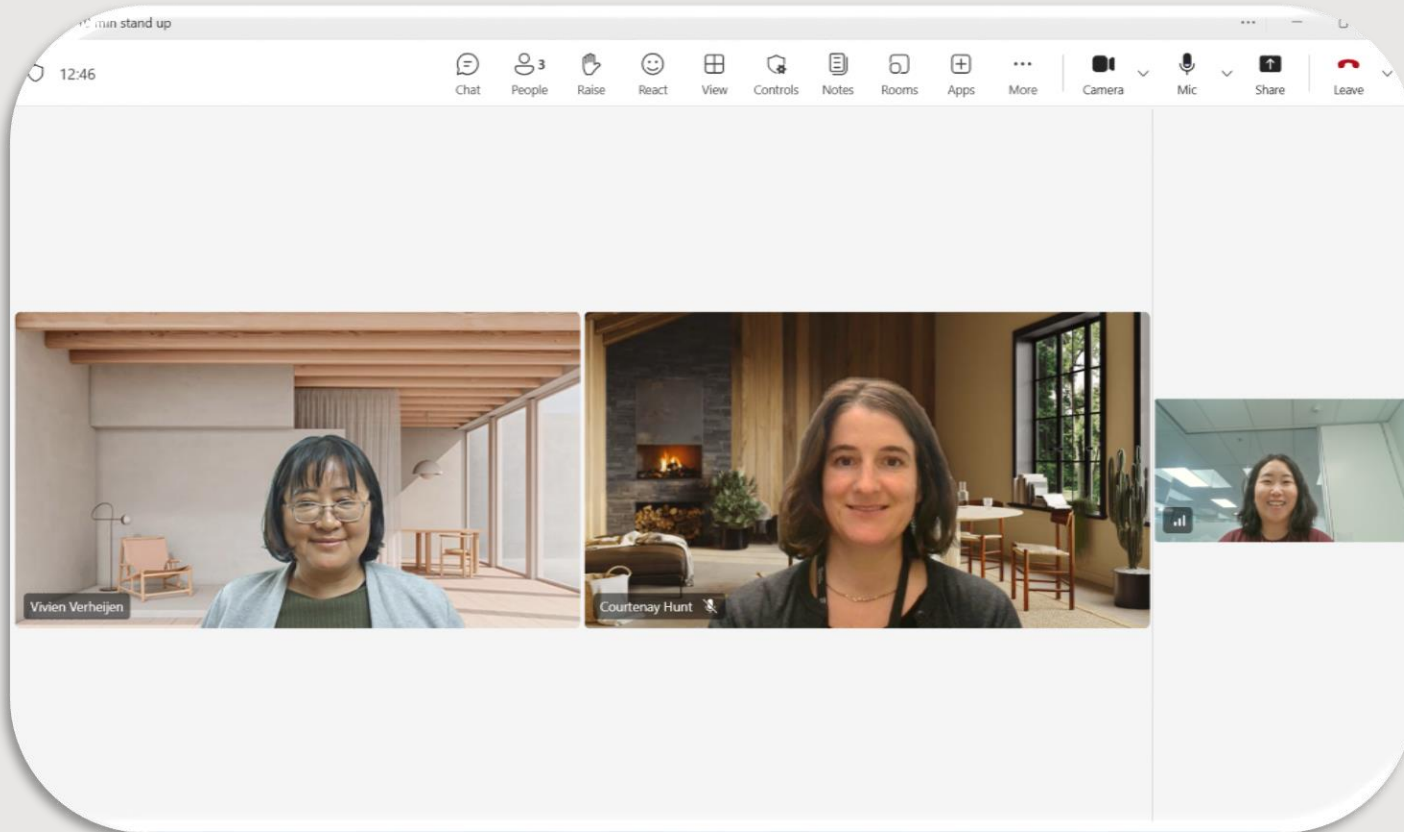 min stand up
12:46
3
Chat
People
Raise
React
View
Controls
Notes
Rooms
Apps
More
Camera
Mic
Share
Leave
Vivien Verheijen
Courtenay Hunt